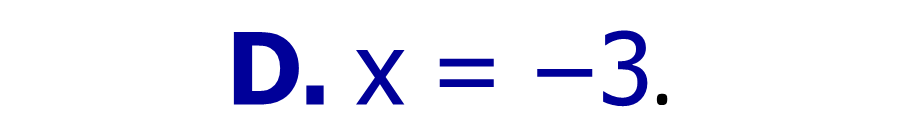 D. x = −3.